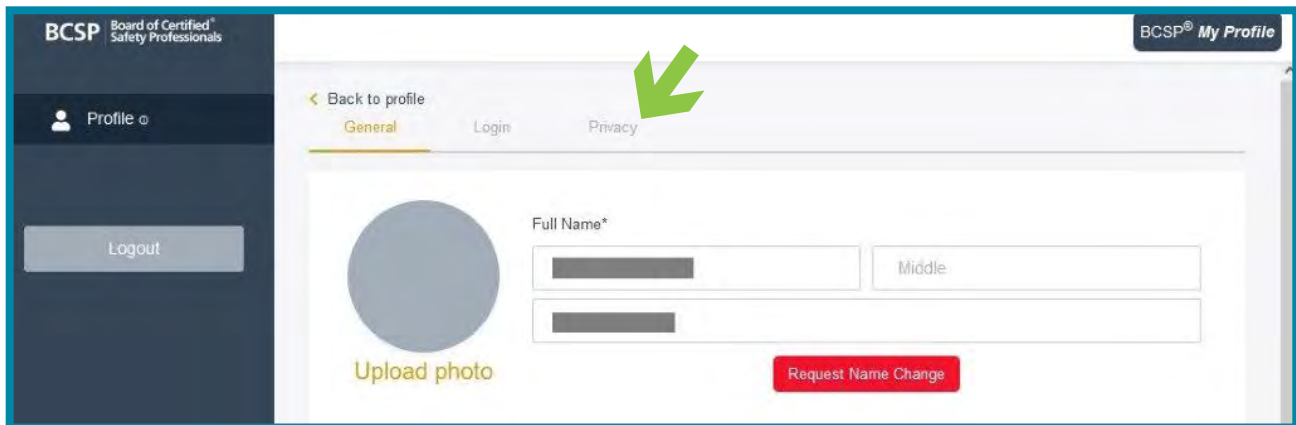 BCSP Board of Certified®
Safety Professionals
BCSP® My Profile
Back to profile
Profile
General Login Privacy
Full Name*
Logout
Middle
Upload photo
Request Name Change